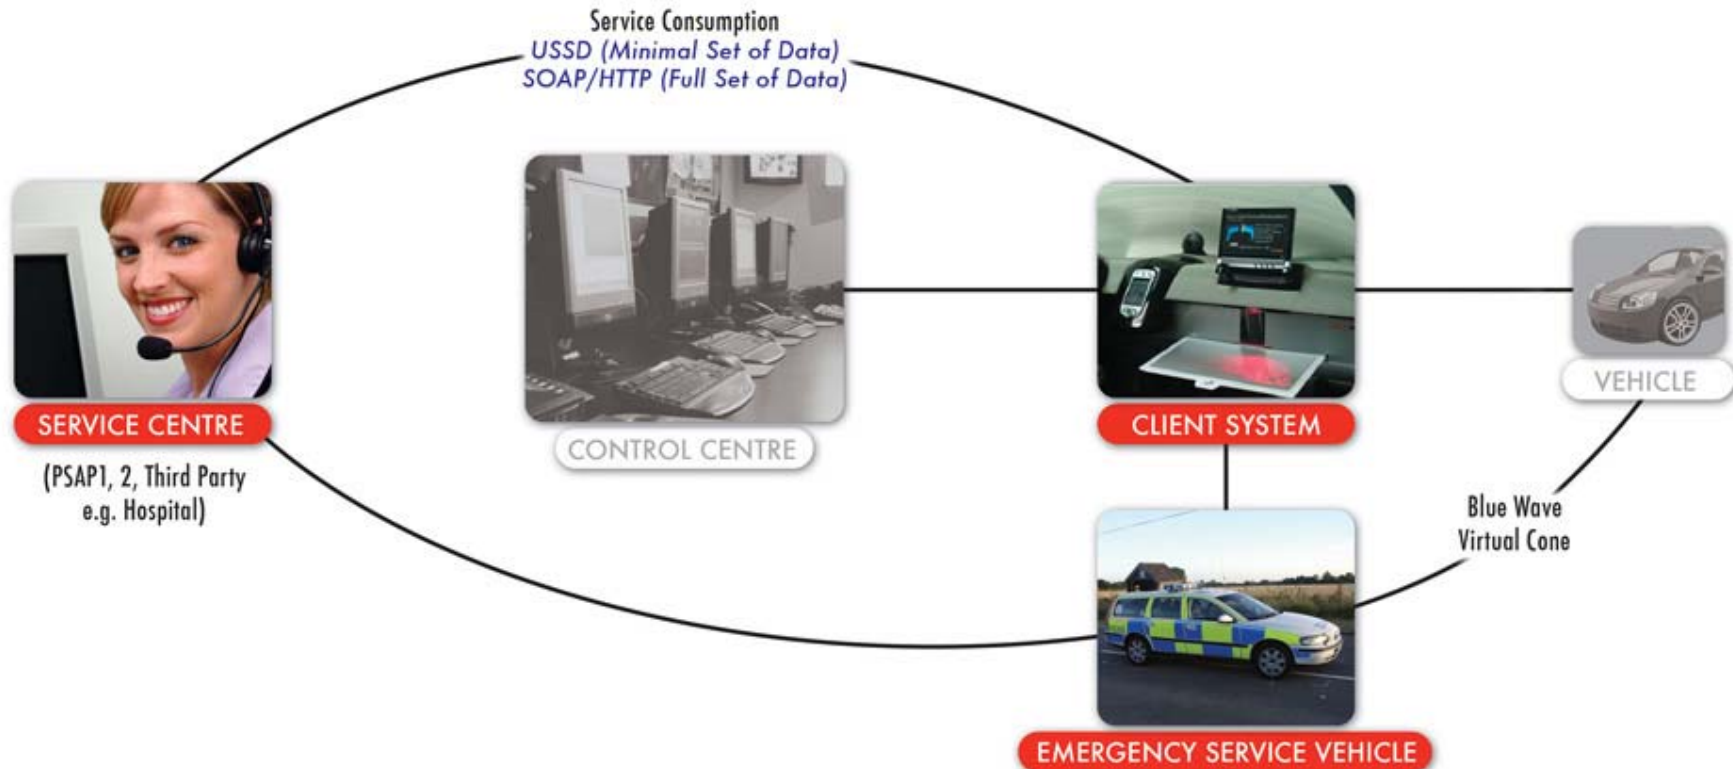 Service Consumption
USSD (Minimal Set of Data)
SOAP/HTTP (Full Set of Data)
SERVICE CENTRE
(PSAP1, 2, Third Party
e.g. Hospital)
CONTROL CENTRE
CLIENT SYSTEM
VEHICLE
Blue Wave
Virtual Cone
EMERGENCY SERVICE VEHICLE